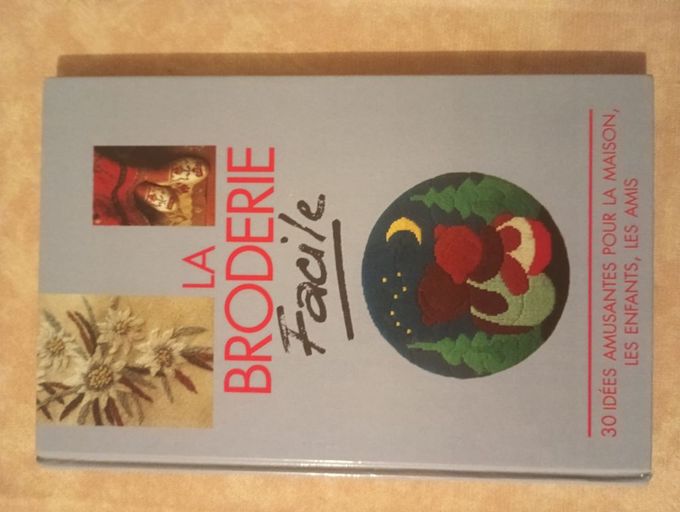 LA
BRODERIE
Facile
30 IDÉES AMUSANTES POUR LA MAISON,
LES ENFANTS, LES AMIS